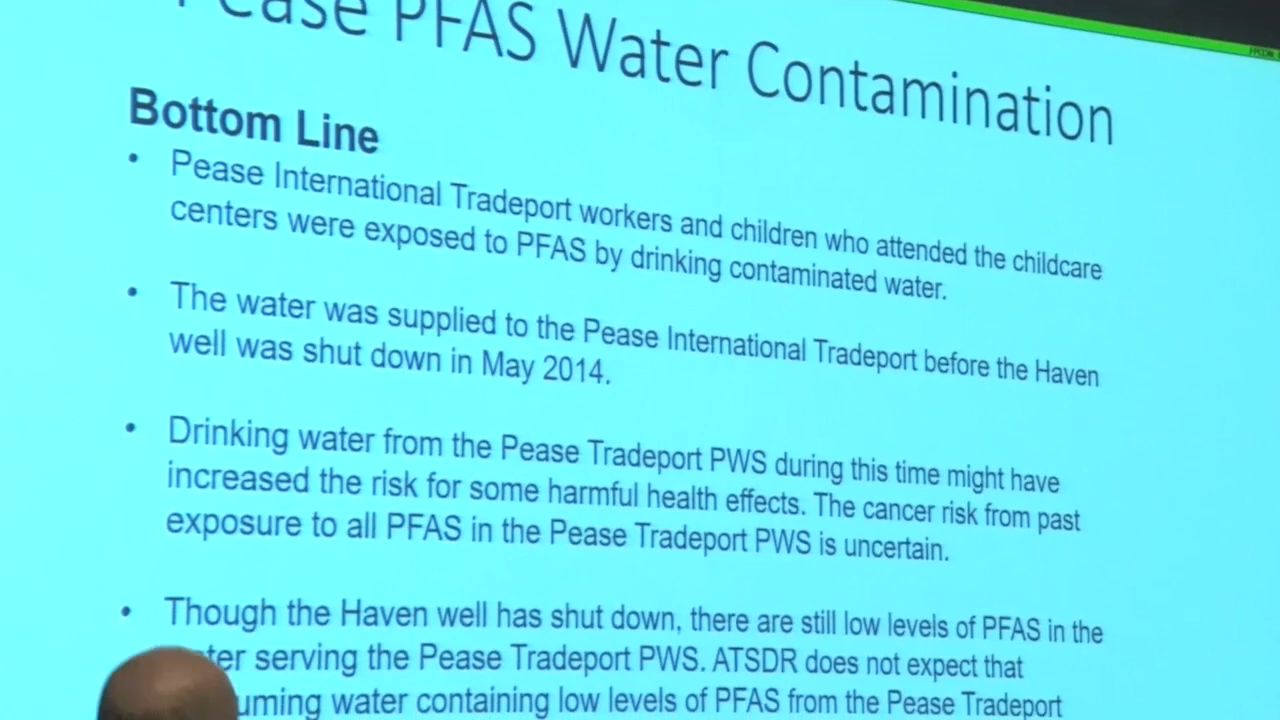 PFAS Water Contamination
Bottom Line
• Pease International Tradeport workers and children who attended the childcare
centers were exposed to PFAS by drinking contaminated water.
• The water was supplied to the Pease International Tradeport before the Haven
well was shut down in May 2014.
• Drinking water from the Pease Tradeport PWS during this time might have
increased the risk for some harmful health effects. The cancer risk from past
exposure to all PFAS in the Pease Tradeport PWS is uncertain.
• Though the Haven well has shut down, there are still low levels of PFAS in the
serving the Pease Tradeport PWS. ATSDR does not expect that
water containing low levels of PFAS from the Pease Tradeport